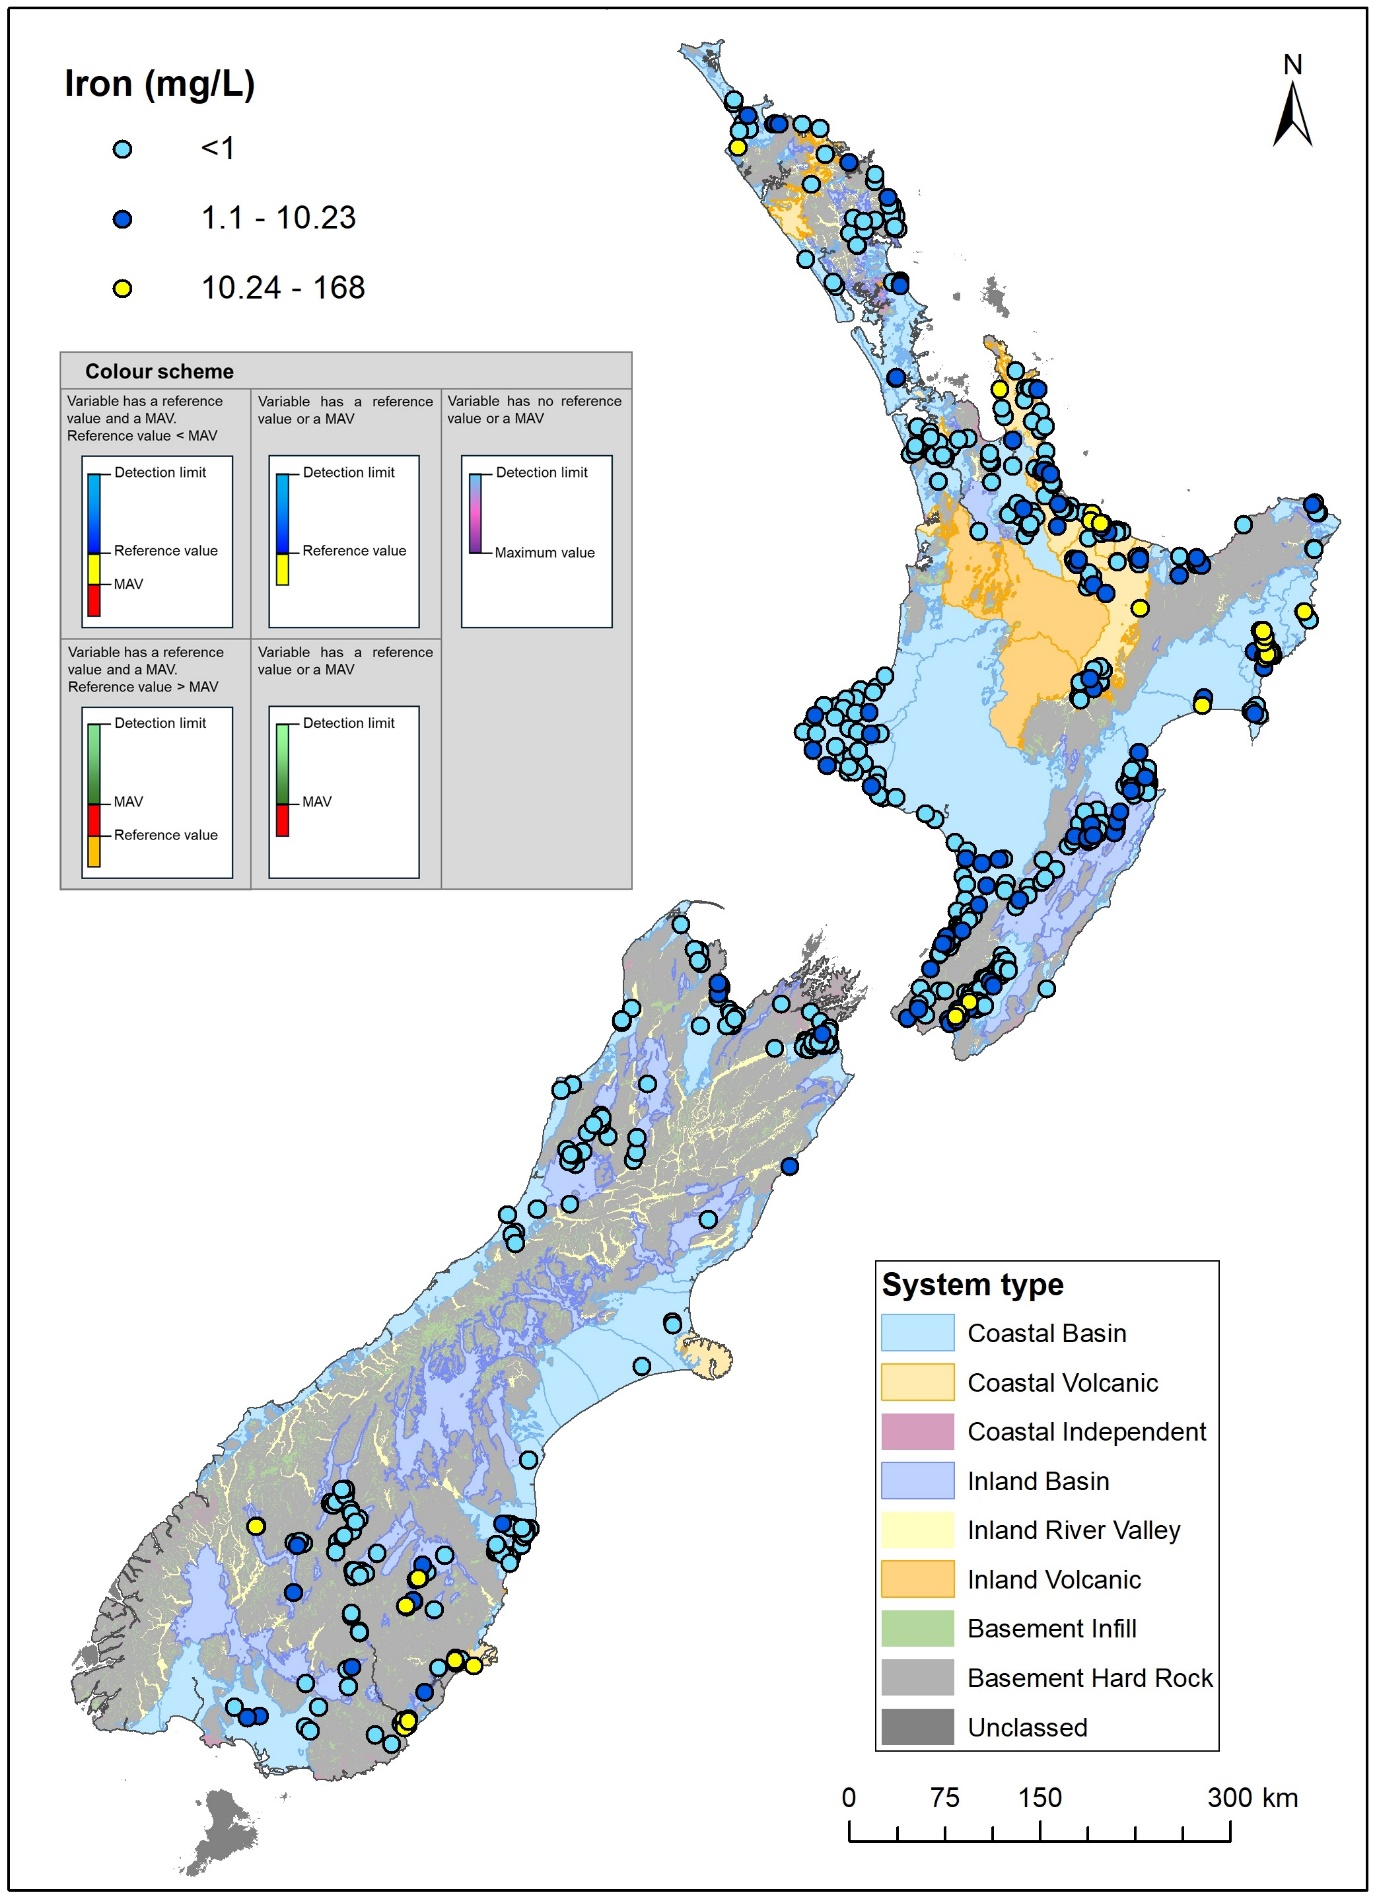 Iron (mg/L)
<1
1.1 - 10.23
10.24 - 168
N
Colour scheme
Variable has a reference
value and a MAV.
Reference value < MAV
Detection limit
Reference value
MAV
Variable has a reference
value or a MAV
Detection limit
Reference value
Variable has no reference
value or a MAV
Detection limit
Maximum value
Variable has a reference
value and a MAV.
Reference value > MAV
Detection limit
MAV
Reference value
Variable has a reference
value or a MAV
Detection limit
MAV
System type
Coastal Basin
Coastal Volcanic
Coastal Independent
Inland Basin
Inland River Valley
Inland Volcanic
Basement Infill
Basement Hard Rock
Unclassed
0 75 150 300 km